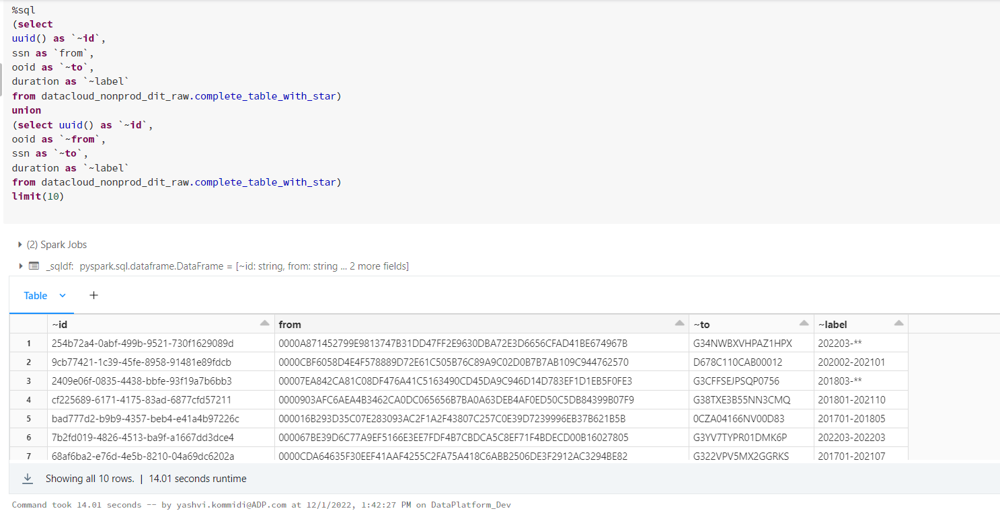 %sql
(select
uuid() as `~id`,
ssn as `from`,
ooid as `~to`,
duration as `~label`
from datacloud_nonprod_dit_raw.complete_table_with_star)
union
(select uuid() as `~id`,
ooid as `~from`,
ssn as `~to`,
duration as `~label`
from datacloud_nonprod_dit_raw.complete_table_with_star)
limit(10)
(2) Spark Jobs
_sqldf: pyspark.sql.dataframe.DataFrame = [~id: string, from: string ... 2 more fields]
Table
~id from ~to ~label
1 254b72a4-0abf-499b-9521-730f1629089d 0000A871452799E9813747B31DD47FF2E9630DBA72E3D6656CFAD41BE674967B G34NWBXVHPAZ1HPX 202203-**
2 9cb77421-1c39-45fe-8958-91481e89fdcb 0000CBF6058D4E4F578889D72E61C505B76C89A9C02D0B7B7AB109C944762570 D678C110CAB00012 202002-202101
3 2409e06f-0835-4438-bbfe-93f19a7b6bb3 00007EA842CA81C08DF476A41C5163490CD45DA9C946D14D783EF1D1EB5F0FE3 G3CFFSEJPSQP0756 201803-**
4 cf225689-6171-4175-83ad-6877cfd57211 0000903AFC6AEA4B3462CA0DC065656B7BA0A63DEB4AF0ED50C5DB84399B07F9 G38TXE3B55NN3CMQ 201801-202110
5 bad777d2-b9b9-4357-beb4-e41a4b97226c 000016B293D35C07E283093AC2F1A2F43807C257C0E39D7239996EB37B621B5B 0CZA04166NV00D83 201701-201805
6 7b2fd019-4826-4513-ba9f-a1667dd3dce4 000067BE39D6C77A9EF5166E3EE7FDF4B7CBDCA5C8EF71F4BDECD00B16027805 G3YV7TYPR01DMK6P 202203-202203
7 68af6ba2-e76d-4e5b-8210-04a69dc6202a 0000CDA64635F30EEF41AAF4255C2FA75A418C6ABB2506DE3F2912AC3294BE82 G322VPV5MX2GGRKS 201701-202107
Showing all 10 rows. | 14.01 seconds runtime
Command took 14.01 seconds -- by yashvi.kommidi@ADP.com at 12/1/2022, 1:42:27 PM on DataPlatform_Dev